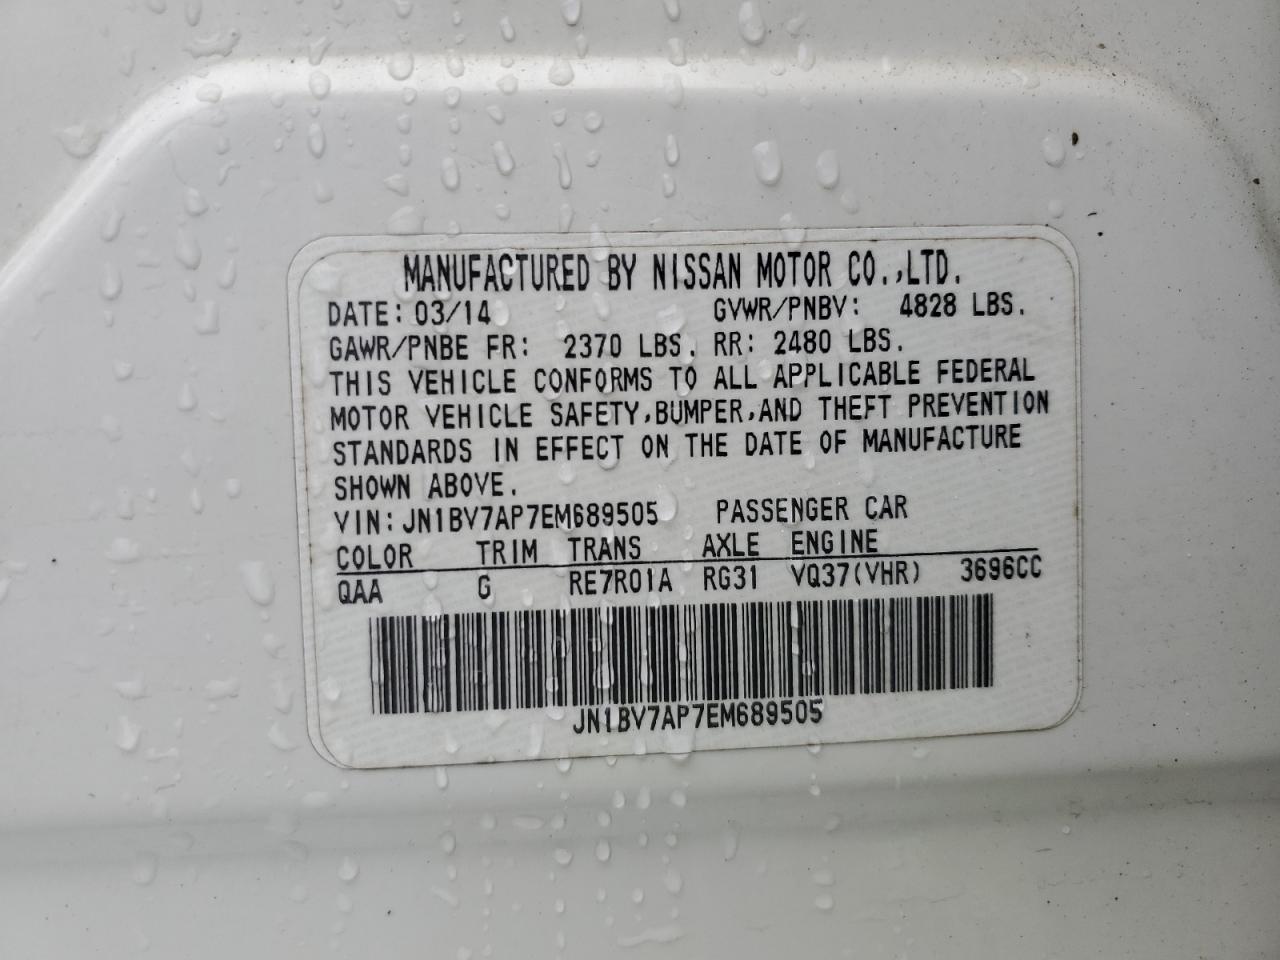 MANUFACTURED BY NISSAN MOTOR CO.,LTD.
DATE: 03/14 GVWR/PNBV: 4828 LBS.
GAWR/PNBE FR: 2370 LBS. RR: 2480 LBS.
THIS VEHICLE CONFORMS TO ALL APPLICABLE FEDERAL
MOTOR VEHICLE SAFETY,BUMPER,AND THEFT PREVENTION
STANDARDS IN EFFECT ON THE DATE OF MANUFACTURE
SHOWN ABOVE.
VIN: JN1BV7AP7EM689505 PASSENGER CAR
COLOR TRIM TRANS AXLE ENGINE
QAA G RE7R01A RG31 VQ37(VHR) 3696CC
JN1BV7AP7EM689505